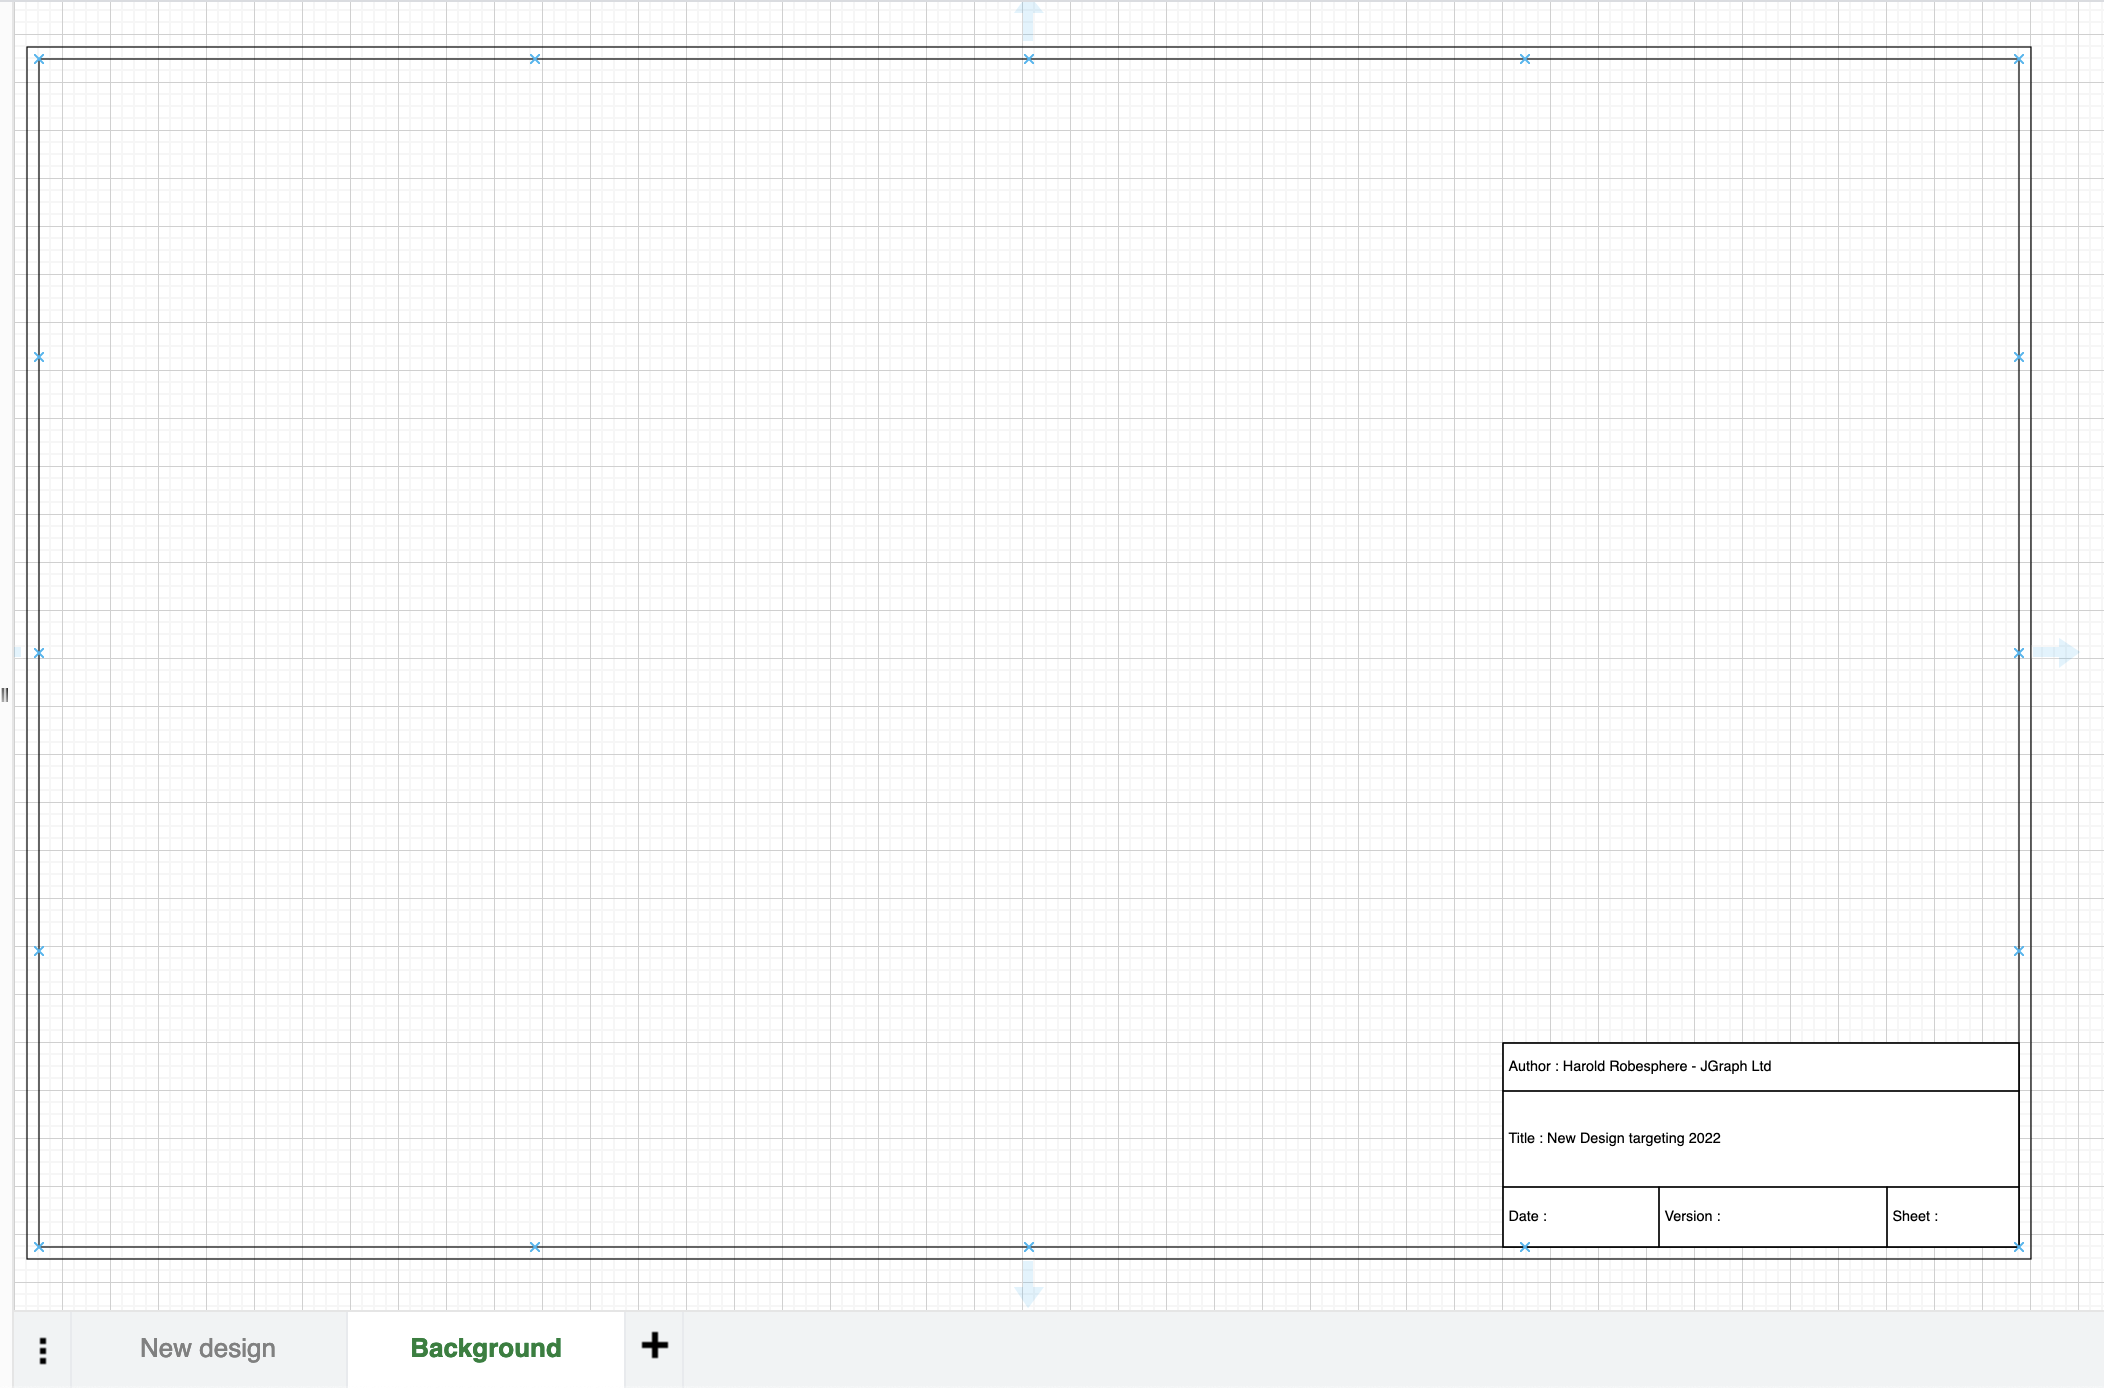 Author : Harold Robesphere - JGraph Ltd
Title : New Design targeting 2022
Date :
Version :
Sheet :
New design
Background